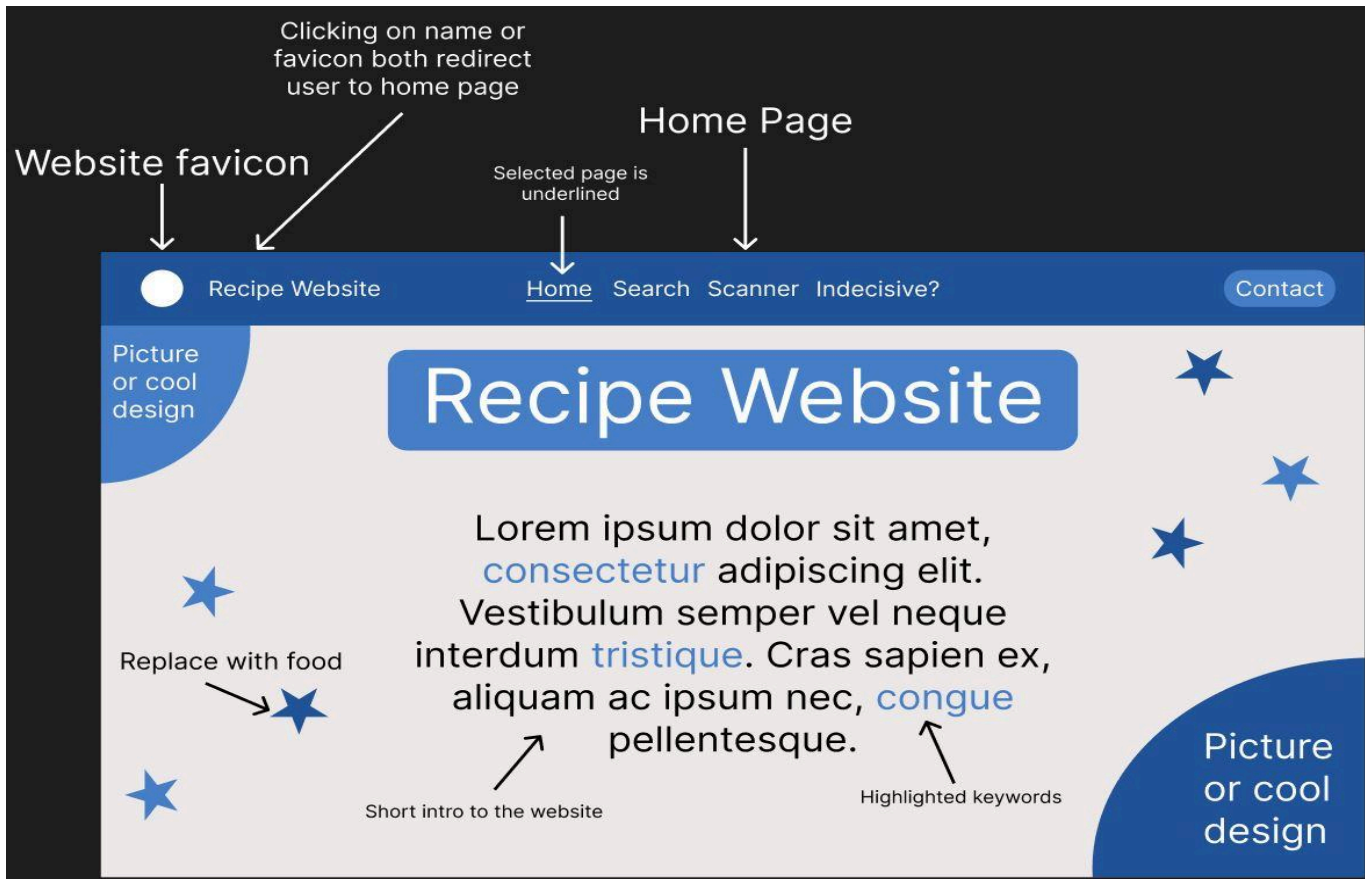 Clicking on name or
favicon both redirect
user to home page
Home Page
Website favicon
Selected page is
underlined
Recipe Website
Home Search Scanner Indecisive?
Contact
Picture
or cool
design
Recipe Website
Lorem ipsum dolor sit amet,
consectetur adipiscing elit.
Vestibulum semper vel neque
interdum tristique. Cras sapien ex,
aliquam ac ipsum nec, congue
pellentesque.
Replace with food
Short intro to the website
Highlighted keywords
Picture
or cool
design